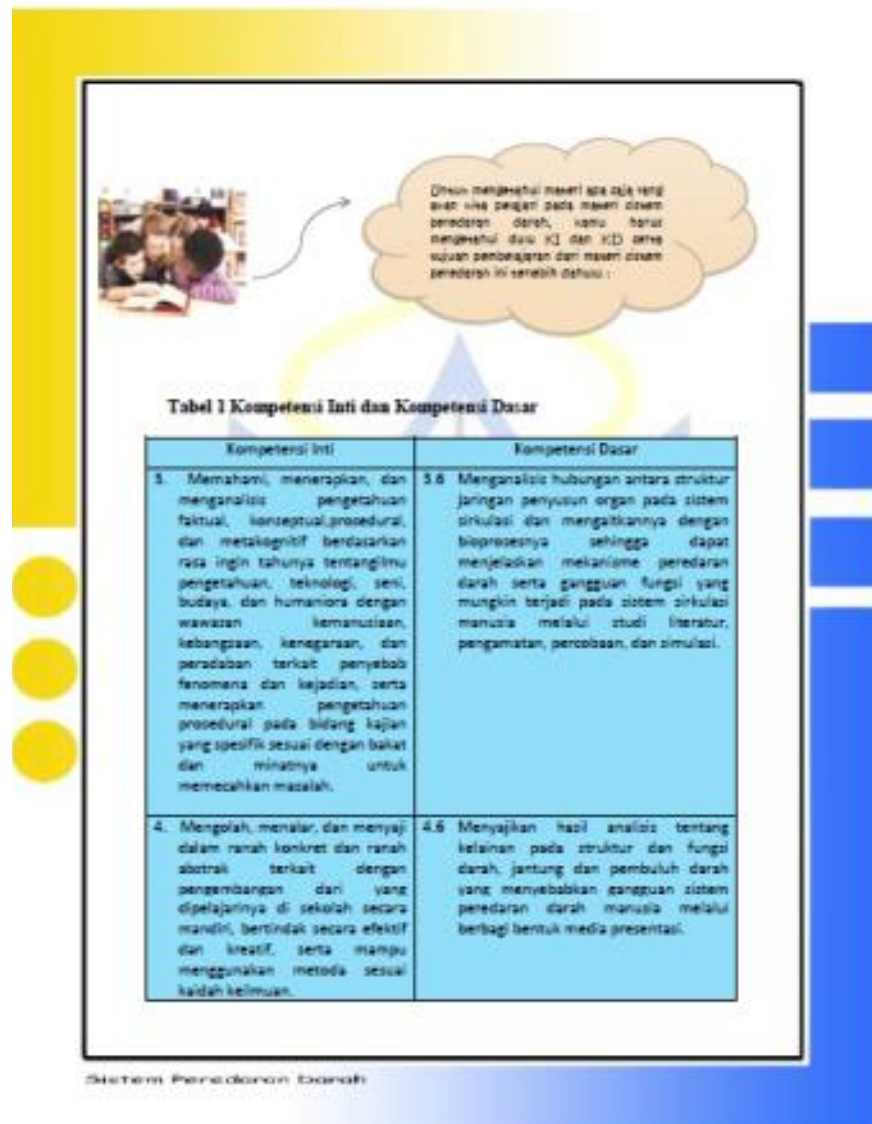 Untuk mengetahui materi apa saja yang
akan kita pelajari pada materi sistem
peredaran darah, kamu harus
mengetahui dulu KI dan KD serta
tujuan pembelajaran dari materi sistem
peredaran ini terlebih dahulu :
Tabel 1 Kompetensi Inti dan Kompetensi Dasar
Kompetensi Inti
Kompetensi Dasar
3. Memahami, menerapkan, dan
menganalisis pengetahuan
faktual, konseptual,prosedural,
dan metakognitif berdasarkan
rasa ingin tahunya tentangilmu
pengetahuan, teknologi, seni,
budaya, dan humaniora dengan
wawasan kemanusiaan,
kebangsaan, kenegaraan, dan
peradaban terkait penyebab
fenomena dan kejadian, serta
menerapkan pengetahuan
prosedural pada bidang kajian
yang spesifik sesuai dengan bakat
dan minatnya untuk
memecahkan masalah.
3.6 Menganalisis hubungan antara struktur
jaringan penyusun organ pada sistem
sirkulasi dan mengaitkannya dengan
bioprosesnya sehingga dapat
menjelaskan mekanisme peredaran
darah serta gangguan fungsi yang
mungkin terjadi pada sistem sirkulasi
manusia melalui studi literatur,
pengamatan, percobaan, dan simulasi.
4. Mengolah, menalar, dan menyaji
dalam ranah konkret dan ranah
abstrak terkait dengan
pengembangan dari yang
dipelajarinya di sekolah secara
mandiri, bertindak secara efektif
dan kreatif, serta mampu
menggunakan metoda sesuai
kaidah keilmuan.
4.6 Menyajikan hasil analisis tentang
kelainan pada struktur dan fungsi
darah, jantung dan pembuluh darah
yang menyebabkan gangguan sistem
peredaran darah manusia melalui
berbagi bentuk media presentasi.
Sistem Peredaran Darah